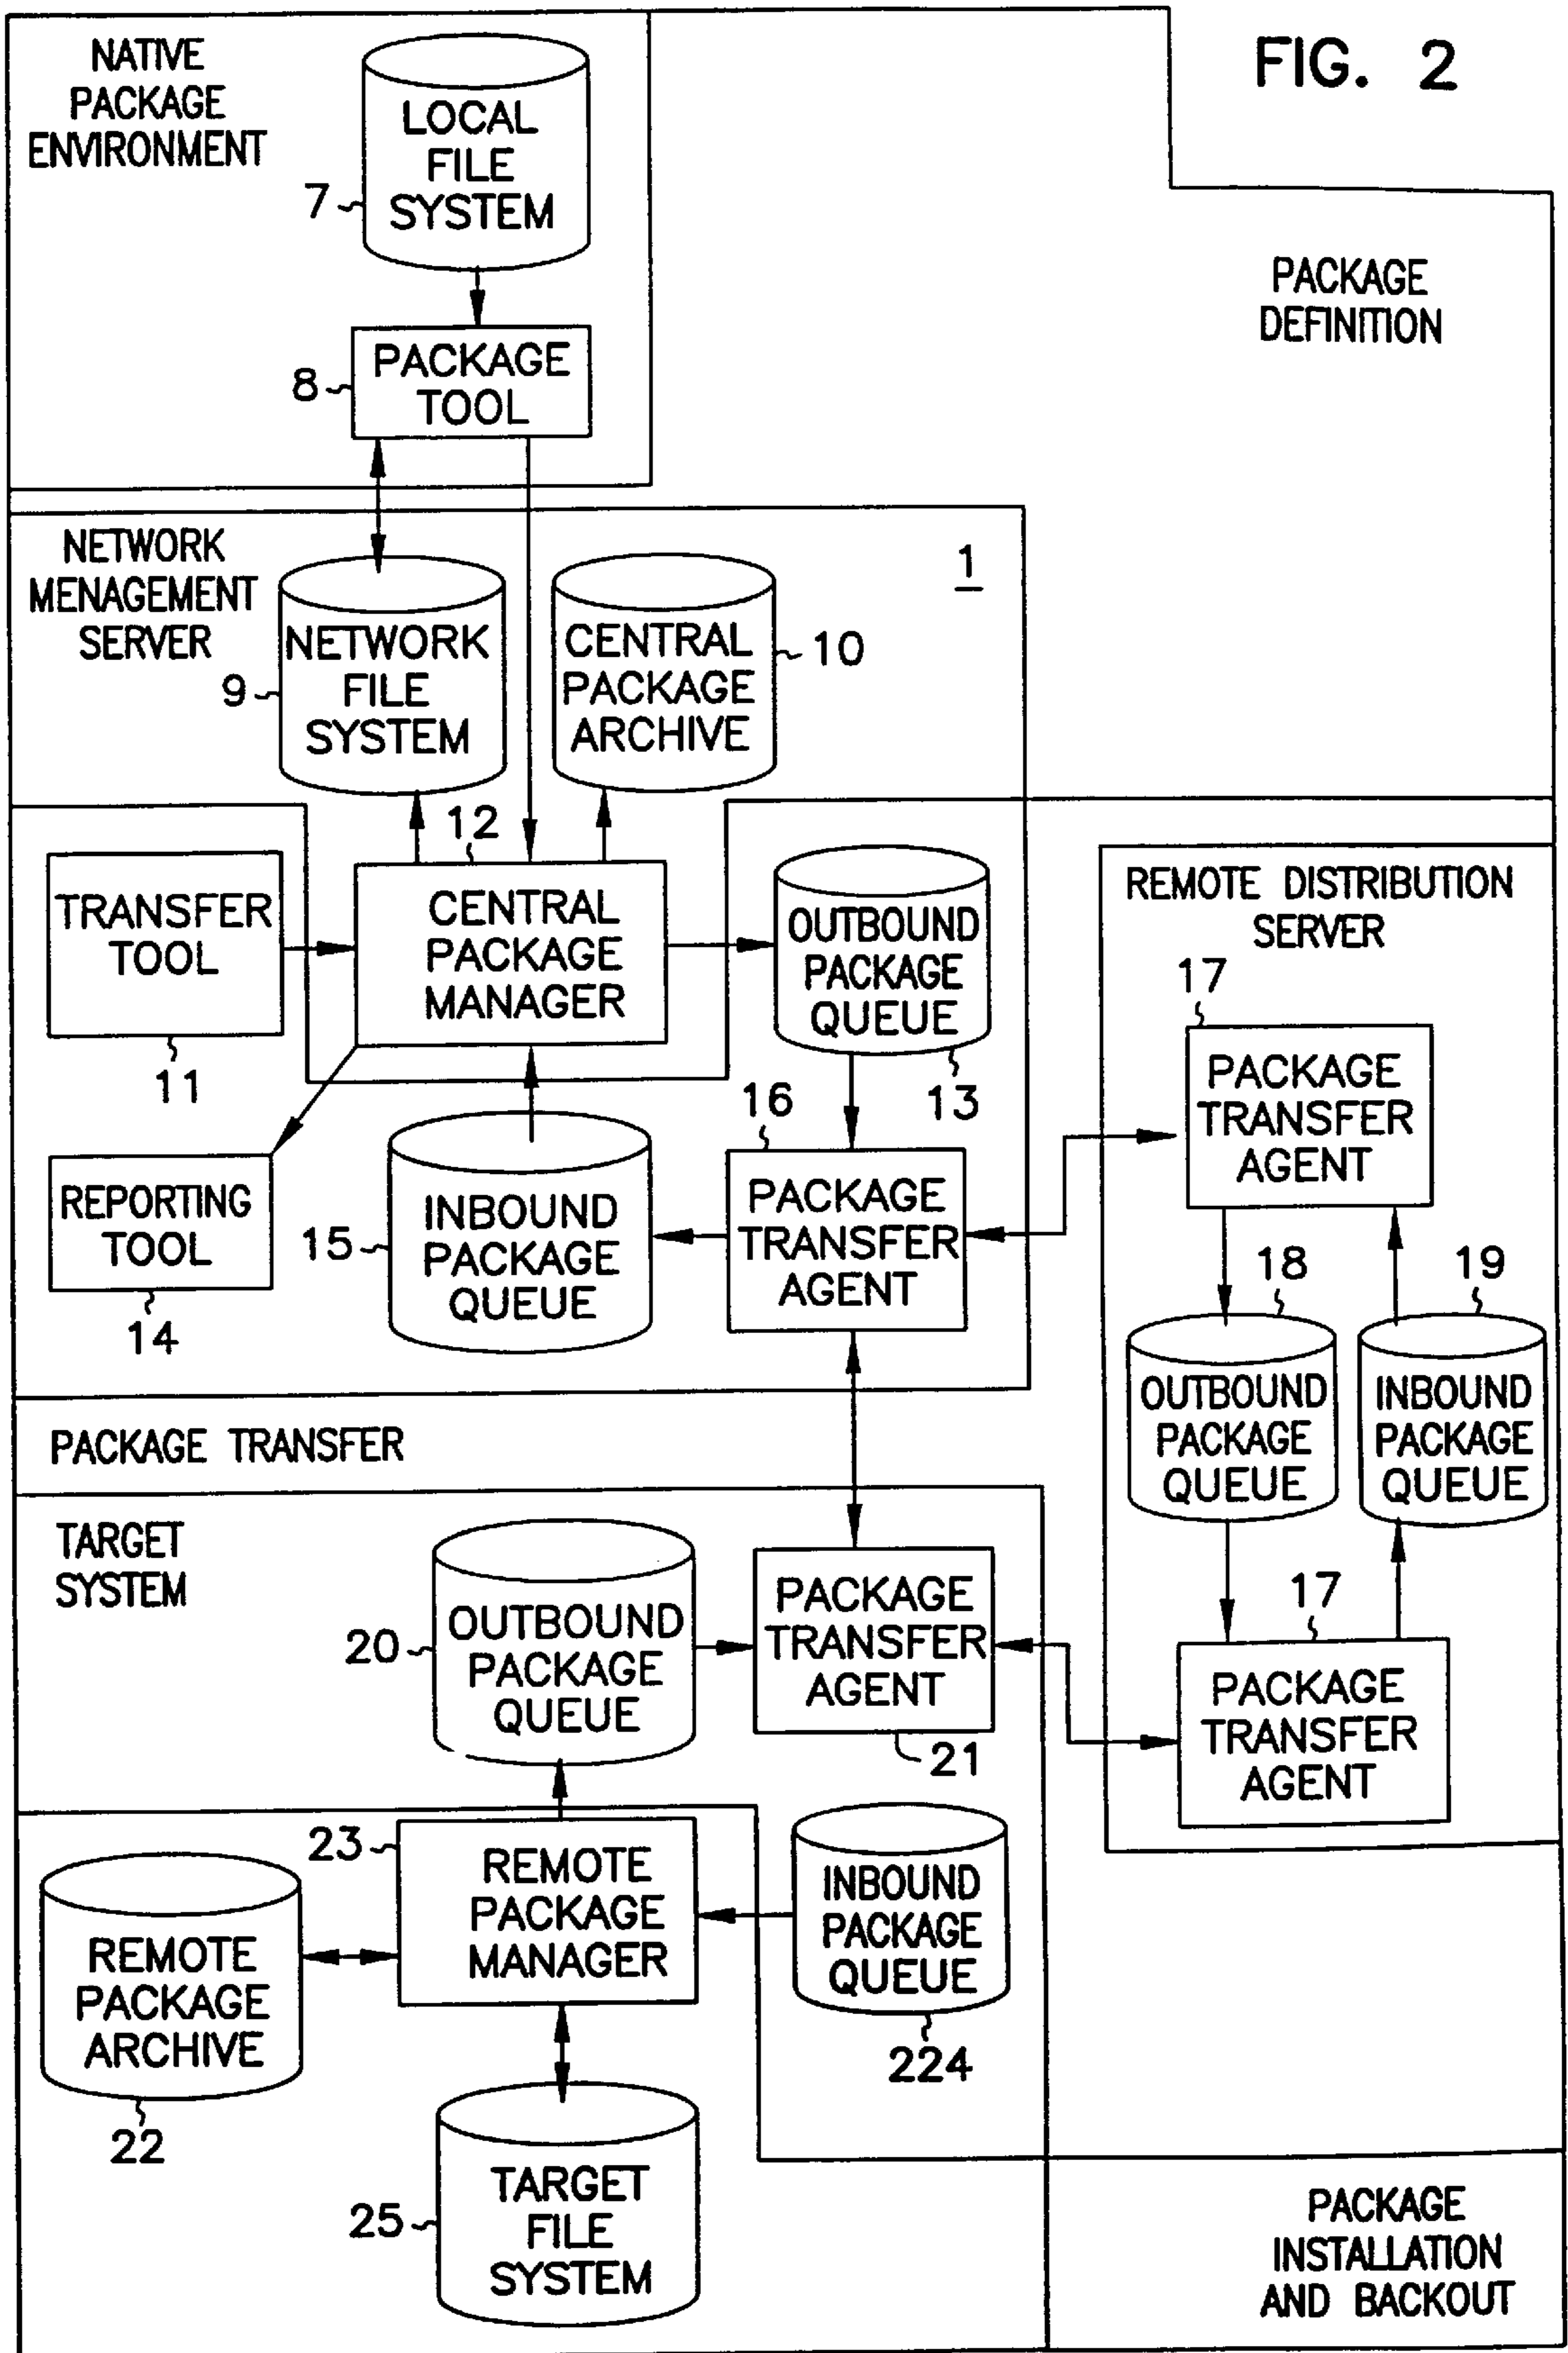 FIG. 2
NATIVE
PACKAGE
ENVIRONMENT
LOCAL
FILE
SYSTEM
7
PACKAGE
DEFINITION
PACKAGE
TOOL
8
NETWORK
MENAGEMENT
SERVER
1
NETWORK
FILE
SYSTEM
9
CENTRAL
PACKAGE
ARCHIVE
10
12
TRANSFER
TOOL
11
CENTRAL
PACKAGE
MANAGER
OUTBOUND
PACKAGE
QUEUE
13
REMOTE DISTRIBUTION
SERVER
17
PACKAGE
TRANSFER
AGENT
16
PACKAGE
TRANSFER
AGENT
INBOUND
PACKAGE
QUEUE
15
REPORTING
TOOL
14
18
19
OUTBOUND
PACKAGE
QUEUE
INBOUND
PACKAGE
QUEUE
PACKAGE TRANSFER
TARGET
SYSTEM
OUTBOUND
PACKAGE
QUEUE
20
PACKAGE
TRANSFER
AGENT
21
17
PACKAGE
TRANSFER
AGENT
23
REMOTE
PACKAGE
MANAGER
INBOUND
PACKAGE
QUEUE
224
REMOTE
PACKAGE
ARCHIVE
22
TARGET
FILE
SYSTEM
25
PACKAGE
INSTALLATION
AND BACKOUT